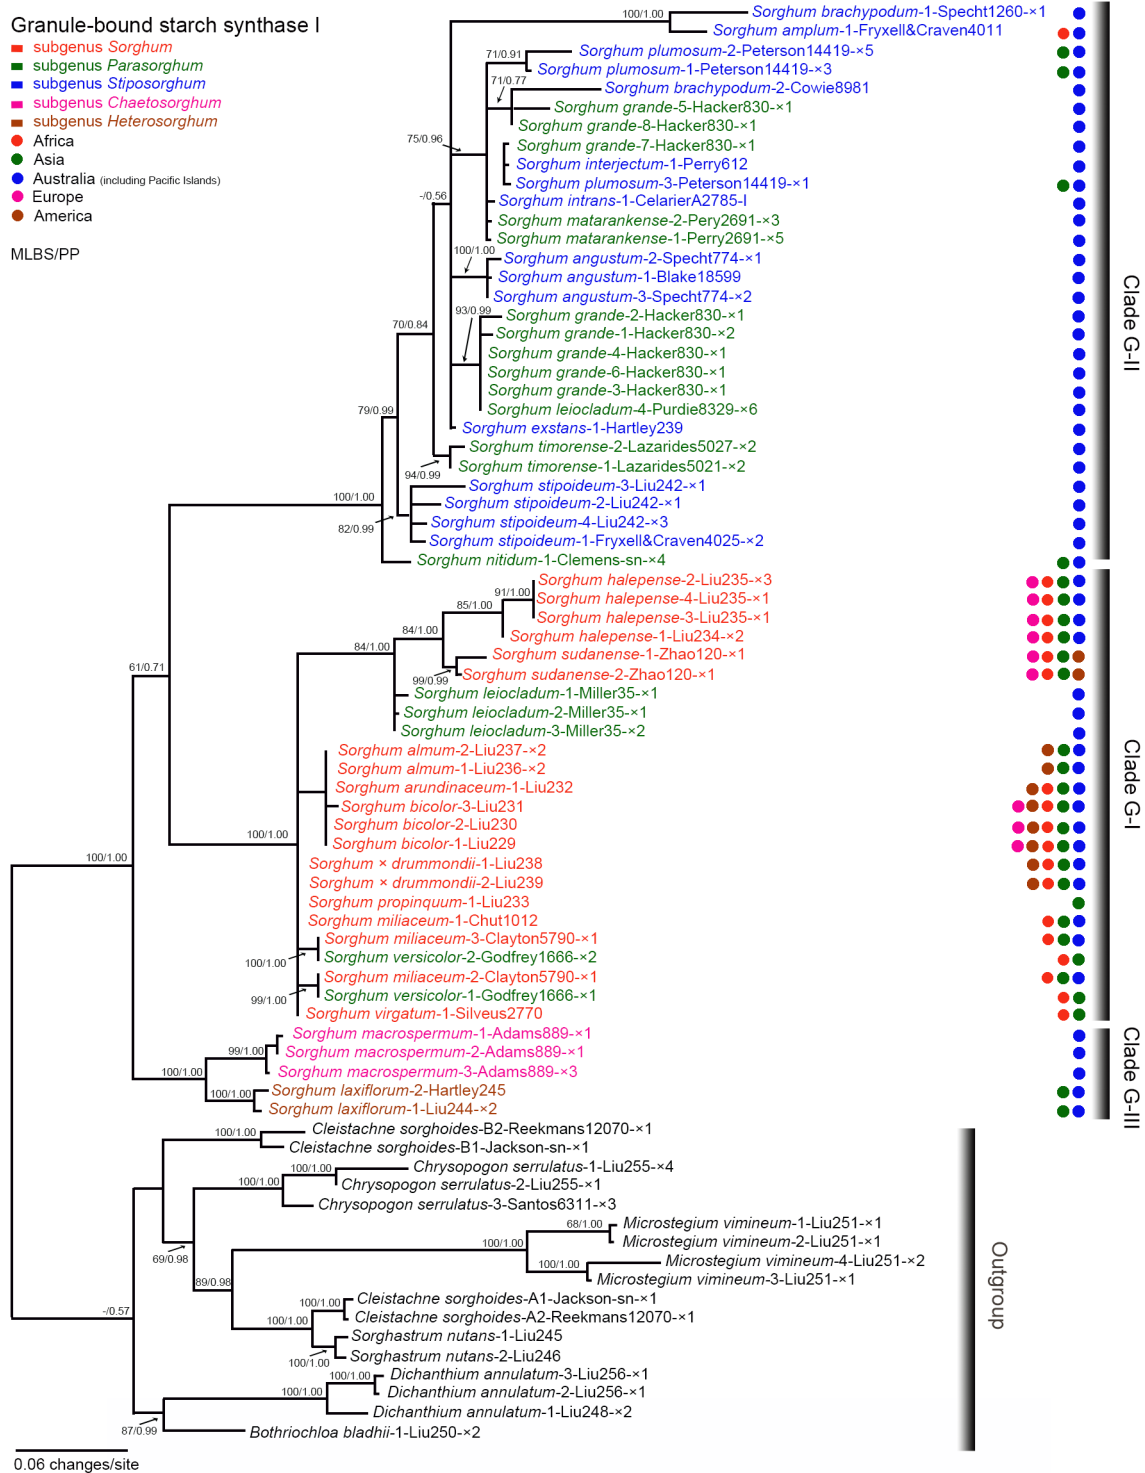 Granule-bound starch synthase I
subgenus Sorghum
subgenus Parasorghum
subgenus Stiposorghum
subgenus Chaetosorghum
subgenus Heterosorghum
Africa
Asia
Australia (including Pacific Islands)
Europe
America
MLBS/PP
100/1.00
Sorghum brachypodum-1-Specht1260-×1
Sorghum amplum-1-Fryxell&Craven4011
71/0.91
Sorghum plumosum-2-Peterson14419-×5
Sorghum plumosum-1-Peterson14419-×3
71/0.77
Sorghum brachypodum-2-Cowie8981
Sorghum grande-5-Hacker830-×1
Sorghum grande-8-Hacker830-×1
75/0.96
Sorghum grande-7-Hacker830-×1
Sorghum interjectum-1-Perry612
Sorghum plumosum-3-Peterson14419-×1
-/0.56
Sorghum intrans-1-CelarierA2785-I
Sorghum matarankense-2-Pery2691-×3
Sorghum matarankense-1-Perry2691-×5
100/1.00
Sorghum angustum-2-Specht774-×1
Sorghum angustum-1-Blake18599
Sorghum angustum-3-Specht774-×2
93/0.99
Sorghum grande-2-Hacker830-×1
70/0.84
Sorghum grande-1-Hacker830-×2
Sorghum grande-4-Hacker830-×1
Sorghum grande-6-Hacker830-×1
Sorghum grande-3-Hacker830-×1
79/0.99
Sorghum leiocladum-4-Purdie8329-×6
Sorghum exstans-1-Hartley239
Sorghum timorense-2-Lazarides5027-×2
Sorghum timorense-1-Lazarides5021-×2
94/0.99
Sorghum stipoideum-3-Liu242-×1
100/1.00
Sorghum stipoideum-2-Liu242-×1
82/0.99
Sorghum stipoideum-4-Liu242-×3
Sorghum stipoideum-1-Fryxell&Craven4025-×2
Sorghum nitidum-1-Clemens-sn-×4
Clade G-II
Sorghum halepense-2-Liu235-×3
91/1.00
Sorghum halepense-4-Liu235-×1
85/1.00
Sorghum halepense-3-Liu235-×1
84/1.00
Sorghum halepense-1-Liu234-×2
84/1.00
Sorghum sudanense-1-Zhao120-×1
61/0.71
Sorghum sudanense-2-Zhao120-×1
99/0.99
Sorghum leiocladum-1-Miller35-×1
Sorghum leiocladum-2-Miller35-×1
Sorghum leiocladum-3-Miller35-×2
Sorghum almum-2-Liu237-×2
Sorghum almum-1-Liu236-×2
Sorghum arundinaceum-1-Liu232
Sorghum bicolor-3-Liu231
Sorghum bicolor-2-Liu230
100/1.00
Sorghum bicolor-1-Liu229
100/1.00
Sorghum × drummondii-1-Liu238
Sorghum × drummondii-2-Liu239
Sorghum propinquum-1-Liu233
Sorghum miliaceum-1-Chut1012
Sorghum miliaceum-3-Clayton5790-×1
Sorghum versicolor-2-Godfrey1666-×2
100/1.00
Sorghum miliaceum-2-Clayton5790-×1
Sorghum versicolor-1-Godfrey1666-×1
99/1.00
Sorghum virgatum-1-Silveus2770
Clade G-I
Sorghum macrospermum-1-Adams889-×1
99/1.00
Sorghum macrospermum-2-Adams889-×1
100/1.00
Sorghum macrospermum-3-Adams889-×3
100/1.00
Sorghum laxiflorum-2-Hartley245
Sorghum laxiflorum-1-Liu244-×2
Clade G-III
Cleistachne sorghoides-B2-Reekmans12070-×1
100/1.00
Cleistachne sorghoides-B1-Jackson-sn-×1
100/1.00
Chrysopogon serrulatus-1-Liu255-×4
100/1.00
Chrysopogon serrulatus-2-Liu255-×1
Chrysopogon serrulatus-3-Santos6311-×3
68/1.00
Microstegium vimineum-1-Liu251-×1
100/1.00
Microstegium vimineum-2-Liu251-×1
69/0.98
100/1.00
Microstegium vimineum-4-Liu251-×2
Microstegium vimineum-3-Liu251-×1
89/0.98
Cleistachne sorghoides-A1-Jackson-sn-×1
100/1.00
-/0.57
Cleistachne sorghoides-A2-Reekmans12070-×1
100/1.00
Sorghastrum nutans-1-Liu245
Sorghastrum nutans-2-Liu246
100/1.00
Dichanthium annulatum-3-Liu256-×1
100/1.00
Dichanthium annulatum-2-Liu256-×1
100/1.00
Dichanthium annulatum-1-Liu248-×2
87/0.99
Bothriochloa bladhii-1-Liu250-×2
Outgroup
0.06 changes/site